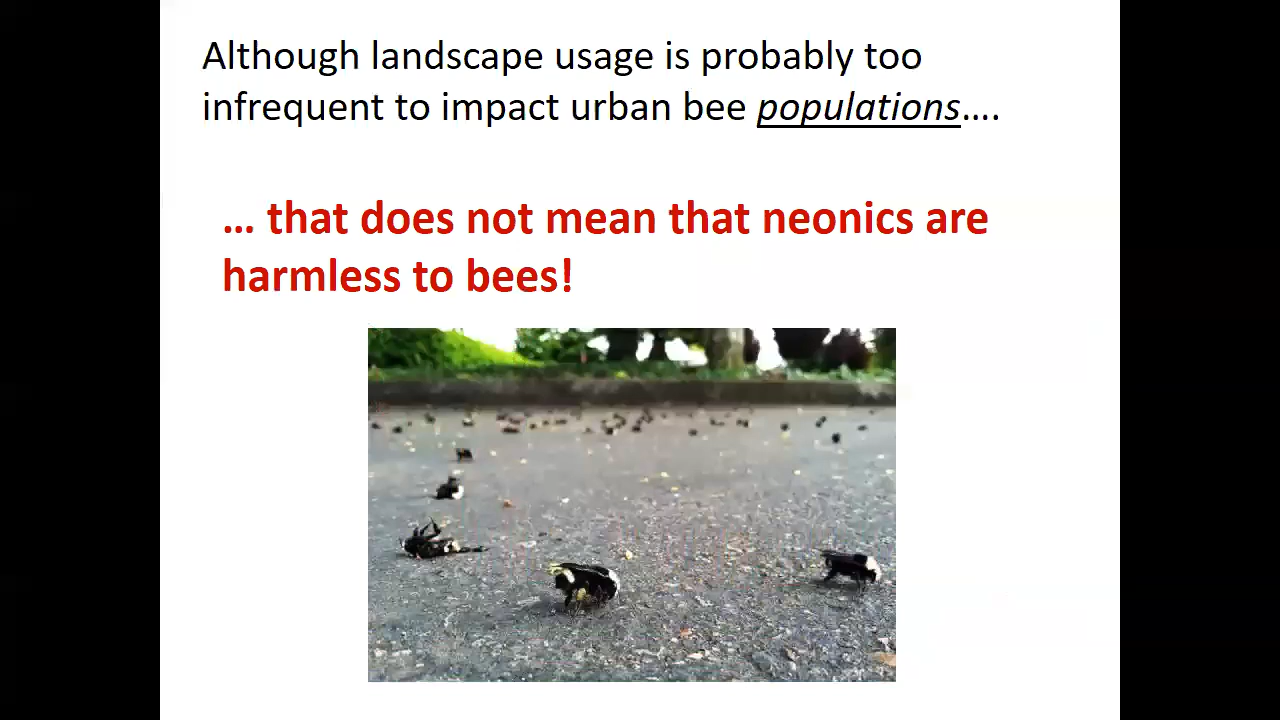 Although landscape usage is probably too
infrequent to impact urban bee populations….
… that does not mean that neonics are
harmless to bees!